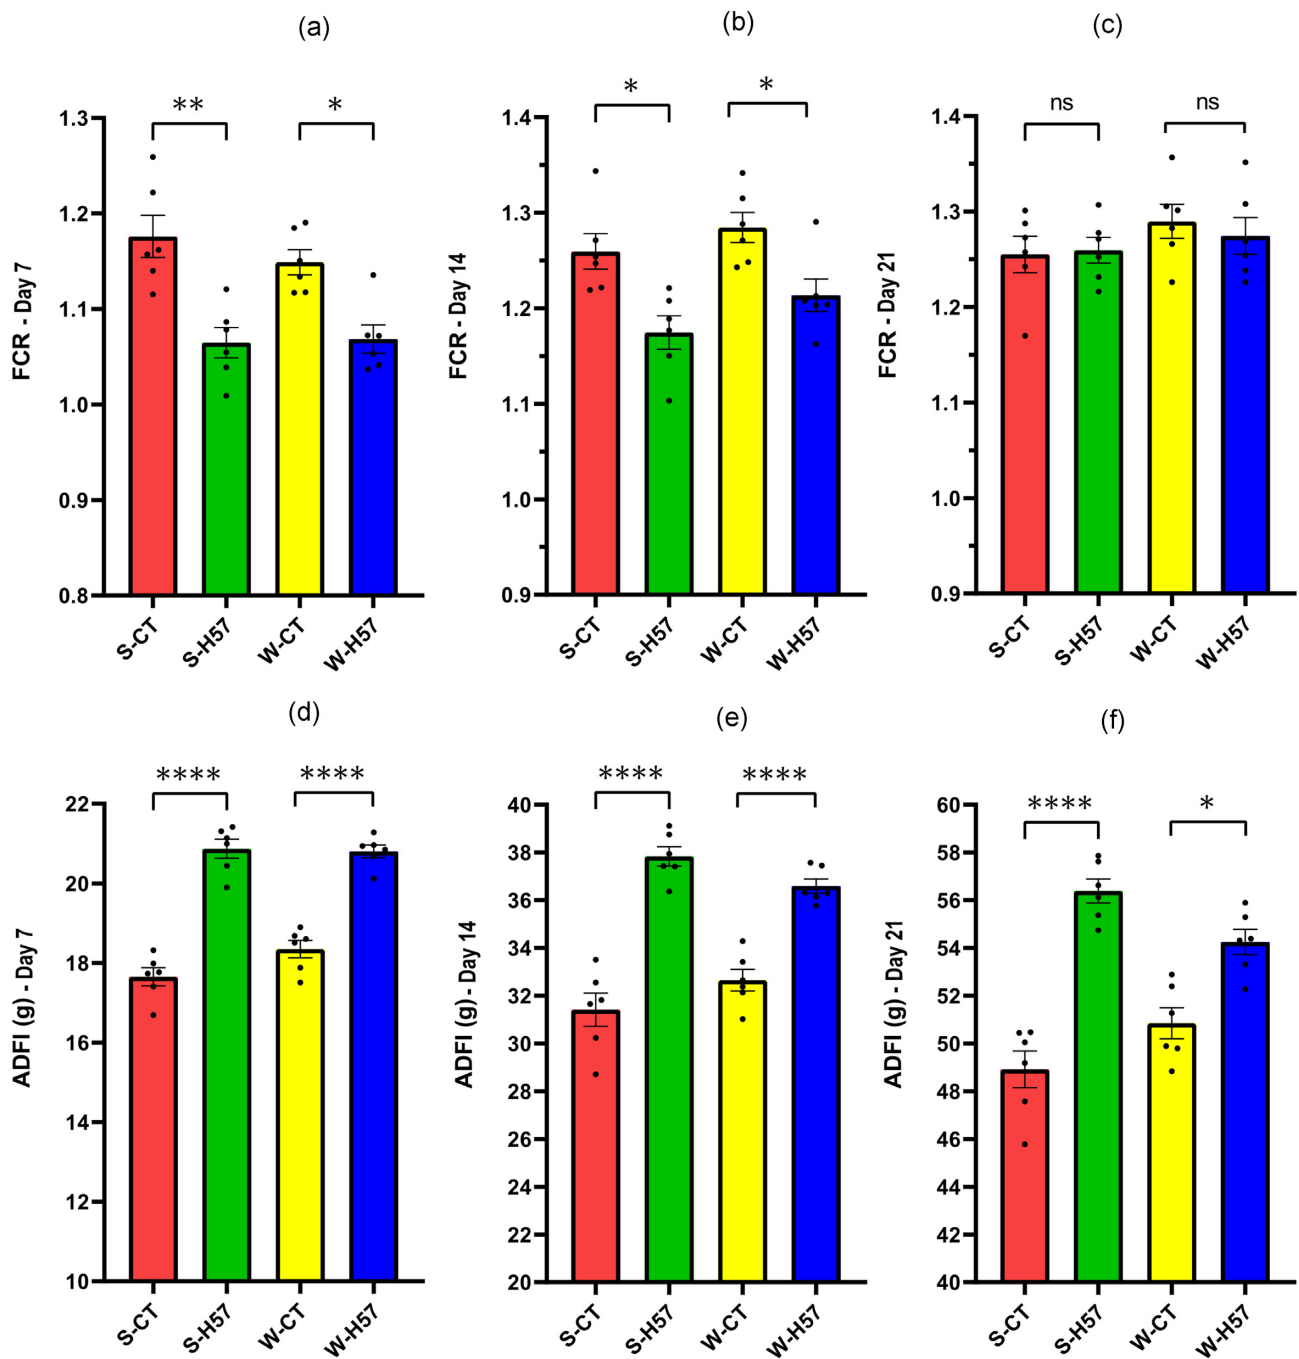 (a)
**
*
FCR - Day 7
1.3
1.2
1.1
1.0
0.9
0.8
S-CT
S-H57
W-CT
W-H57
(b)
*
*
FCR - Day 14
1.4
1.3
1.2
1.1
1.0
0.9
S-CT
S-H57
W-CT
W-H57
(c)
ns
ns
FCR - Day 21
1.4
1.3
1.2
1.1
1.0
0.9
S-CT
S-H57
W-CT
W-H57
(d)
****
****
ADFI (g) - Day 7
22
20
18
16
14
12
10
S-CT
S-H57
W-CT
W-H57
(e)
****
****
ADFI (g) - Day 14
40
38
36
34
32
30
28
26
24
22
20
S-CT
S-H57
W-CT
W-H57
(f)
****
*
ADFI (g) - Day 21
60
58
56
54
52
50
48
46
44
42
40
S-CT
S-H57
W-CT
W-H57